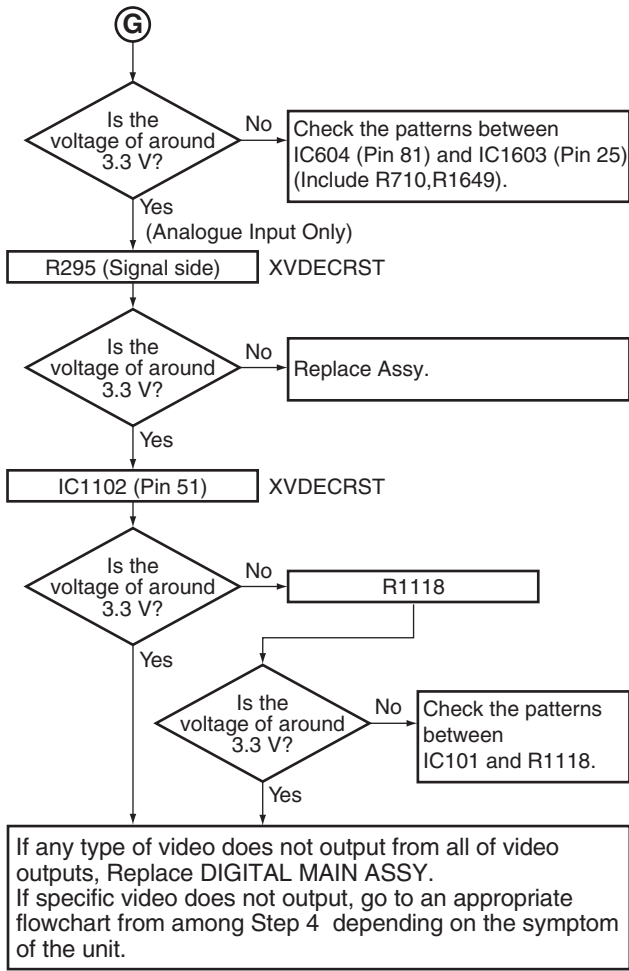 G
Is the
voltage of around
3.3 V?
No
Check the patterns between
IC604 (Pin 81) and IC1603 (Pin 25)
(Include R710,R1649).
Yes
(Analogue Input Only)
R295 (Signal side)
XVDECRST
Is the
voltage of around
3.3 V?
No
Replace Assy.
Yes
IC1102 (Pin 51)
XVDECRST
Is the
voltage of around
3.3 V?
No
R1118
Yes
Is the
voltage of around
3.3 V?
No
Check the patterns
between
IC101 and R1118.
Yes
If any type of video does not output from all of video
outputs, Replace DIGITAL MAIN ASSY.
If specific video does not output, go to an appropriate
flowchart from among Step 4 depending on the symptom
of the unit.